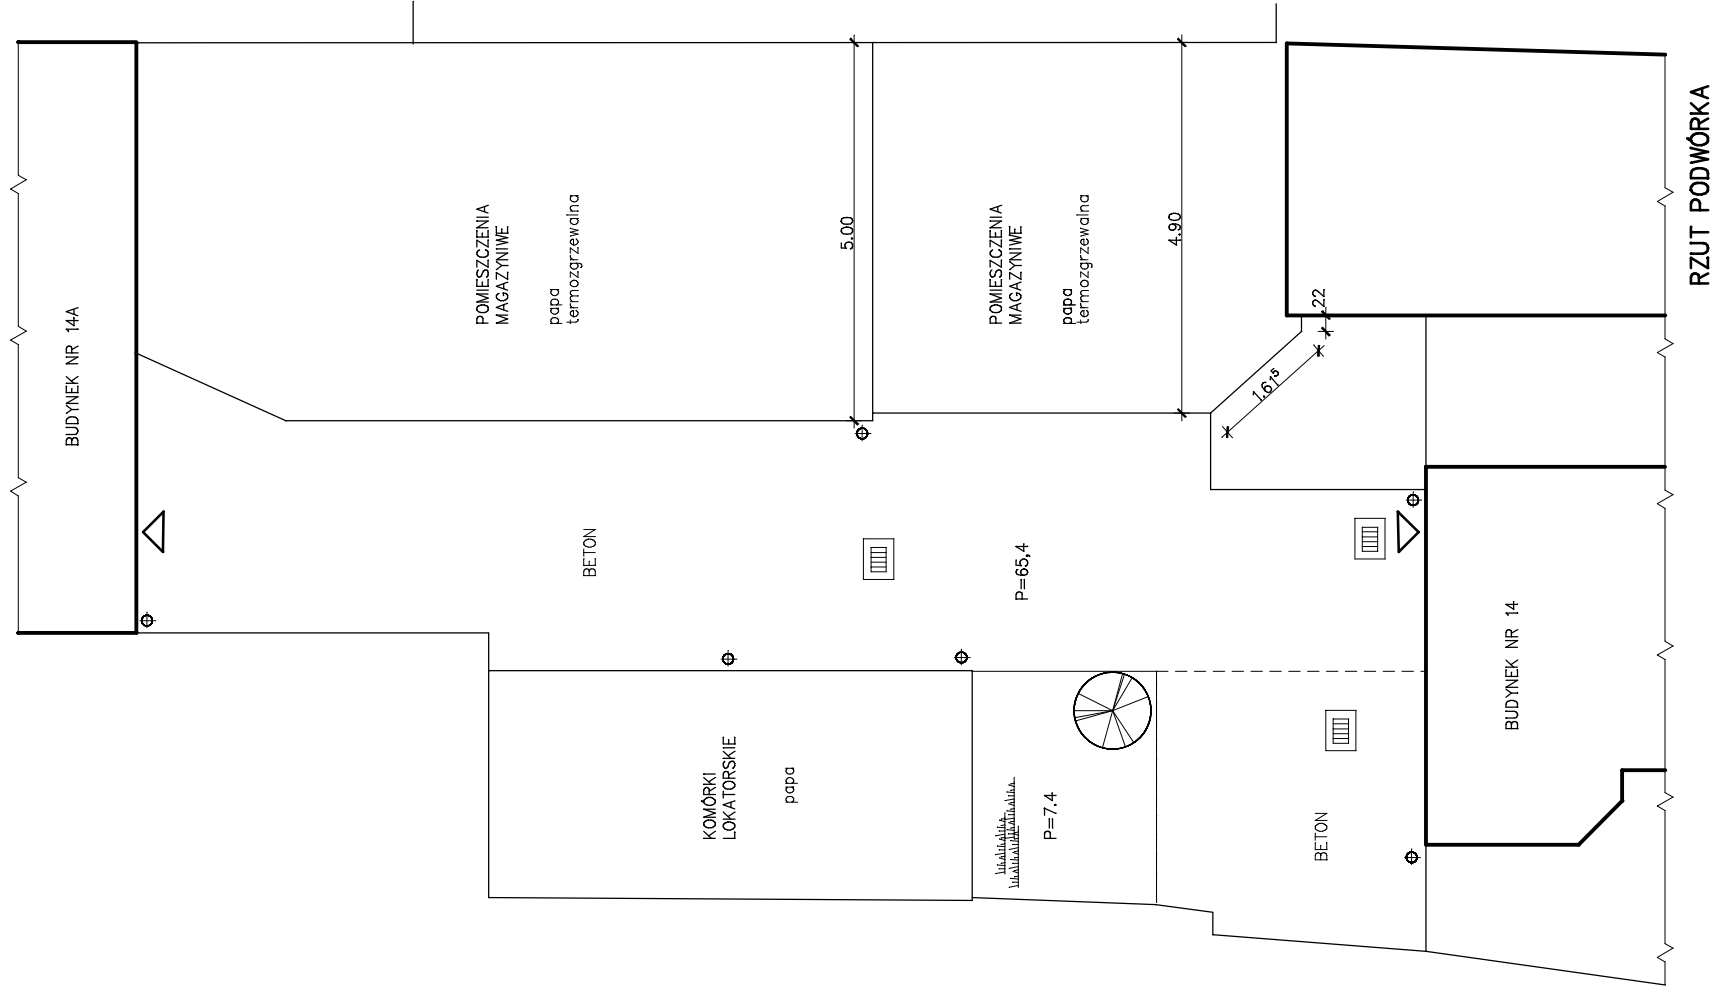 BUDYNEK NR 14A
POMIESZCZENIA
MAGAZYNIWE
papa
termozgrzewalna
5.00
POMIESZCZENIA
MAGAZYNIWE
papa
termozgrzewalna
4.90
22
1.61⁵
RZUT PODWÓRKA
BETON
P=65,4
BUDYNEK NR 14
KOMÓRKI
LOKATORSKIE
papa
P=7.4
BETON